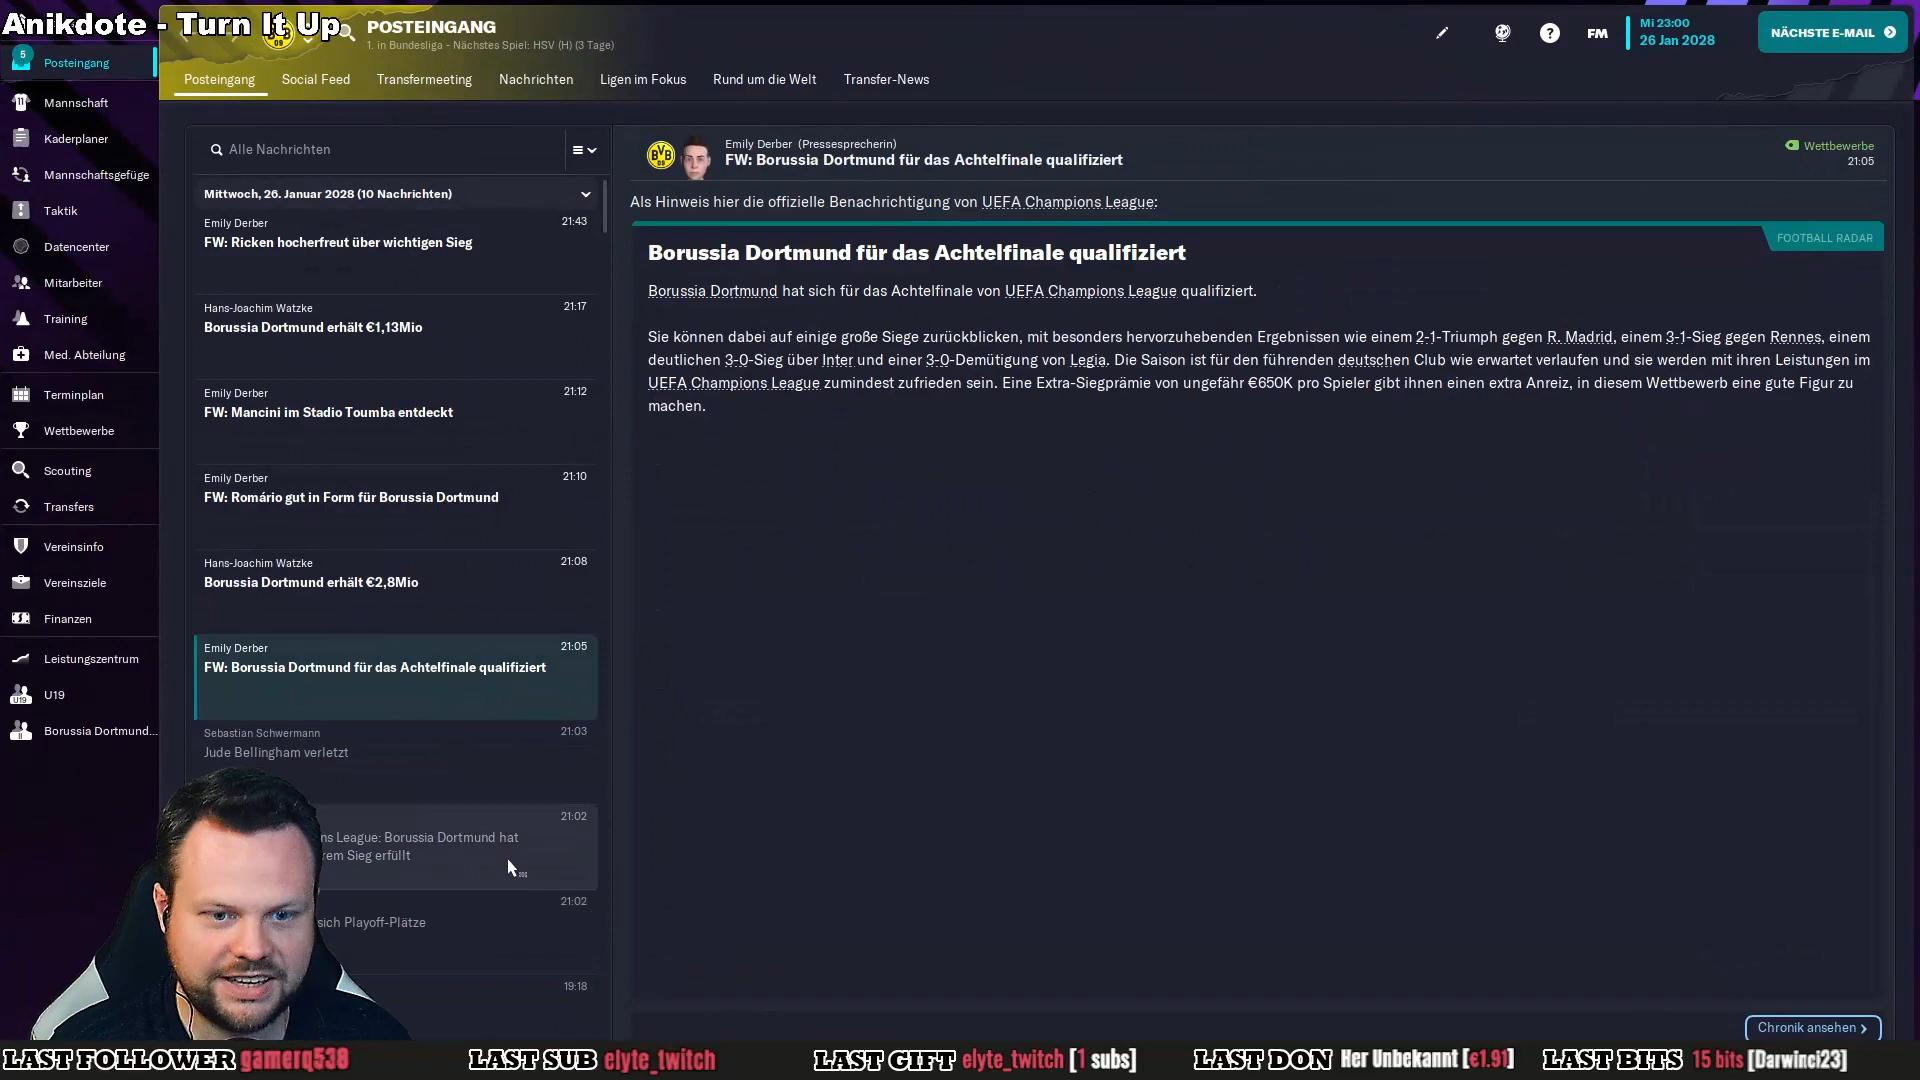 Anikdote - Turn It Up
POSTEINGANG
1. in Bundesliga - Nächstes Spiel: HSV (H) (3 Tage)
FM
Mi 23:00
26 Jan 2028
NÄCHSTE E-MAIL
Posteingang
Social Feed
Transfermeeting
Nachrichten
Ligen im Fokus
Rund um die Welt
Transfer-News
5
Posteingang
Mannschaft
Kaderplaner
Mannschaftsgefüge
Taktik
Datencenter
Mitarbeiter
Training
Med. Abteilung
Terminplan
Wettbewerbe
Scouting
Transfers
Vereinsinfo
Vereinsziele
Finanzen
Leistungszentrum
U19
Borussia Dortmund...
Alle Nachrichten
Mittwoch, 26. Januar 2028 (10 Nachrichten)
Emily Derber 21:43
FW: Ricken hocherfreut über wichtigen Sieg
Hans-Joachim Watzke 21:17
Borussia Dortmund erhält €1,13Mio
Emily Derber 21:12
FW: Mancini im Stadio Toumba entdeckt
Emily Derber 21:10
FW: Romário gut in Form für Borussia Dortmund
Hans-Joachim Watzke 21:08
Borussia Dortmund erhält €2,8Mio
Emily Derber 21:05
FW: Borussia Dortmund für das Achtelfinale qualifiziert
Sebastian Schwermann 21:03
Jude Bellingham verletzt
21:02
ns League: Borussia Dortmund hat
rem Sieg erfüllt
21:02
sich Playoff-Plätze
19:18
BVB 09
Emily Derber (Pressesprecherin)
FW: Borussia Dortmund für das Achtelfinale qualifiziert
Wettbewerbe
21:05
Als Hinweis hier die offizielle Benachrichtigung von UEFA Champions League:
FOOTBALL RADAR
Borussia Dortmund für das Achtelfinale qualifiziert
Borussia Dortmund hat sich für das Achtelfinale von UEFA Champions League qualifiziert.
Sie können dabei auf einige große Siege zurückblicken, mit besonders hervorzuhebenden Ergebnissen wie einem 2-1-Triumph gegen R. Madrid, einem 3-1-Sieg gegen Rennes, einem
deutlichen 3-0-Sieg über Inter und einer 3-0-Demütigung von Legia. Die Saison ist für den führenden deutschen Club wie erwartet verlaufen und sie werden mit ihren Leistungen im
UEFA Champions League zumindest zufrieden sein. Eine Extra-Siegprämie von ungefähr €650K pro Spieler gibt ihnen einen extra Anreiz, in diesem Wettbewerb eine gute Figur zu
machen.
Chronik ansehen
LAST FOLLOWER gamerq538
LAST SUB elyte_twitch
LAST GIFT elyte_twitch [1 subs]
LAST DON Her Unbekannt [€1.91]
LAST BITS 15 bits [Darwinci23]